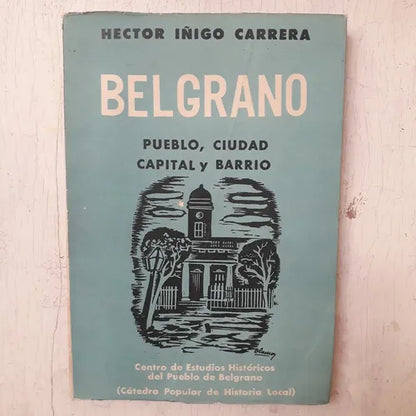 HECTOR IÑIGO CARRERA
BELGRANO
PUEBLO, CIUDAD
CAPITAL y BARRIO
Centro de Estudios Históricos
del Pueblo de Belgrano
(Cátedra Popular de Historia Local)